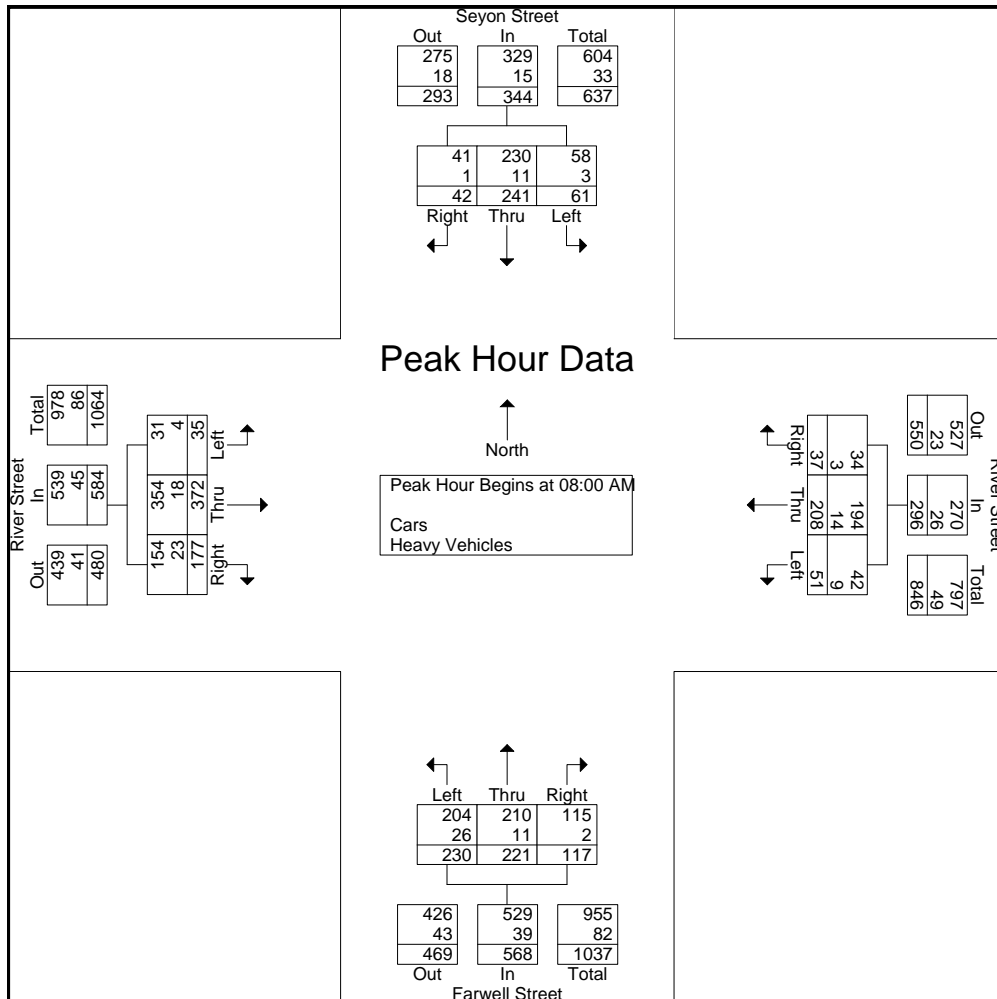 Seyon Street
Out In Total
275 329 604
18 15 33
293 344 637
41 230 58
1 11 3
42 241 61
Right Thru Left
Peak Hour Data
North
Peak Hour Begins at 08:00 AM
Cars
Heavy Vehicles
River Street
Total In Out
978 539 439
86 45 41
1064 584 480
31 354 154
4 18 23
35 372 177
Left Thru Right
River Street
Out In Total
527 270 797
23 26 49
550 296 846
34 194 42
3 14 9
37 208 51
Right Thru Left
Left Thru Right
204 210 115
26 11 2
230 221 117
426 529 955
43 39 82
469 568 1037
Out In Total
Farwell Street